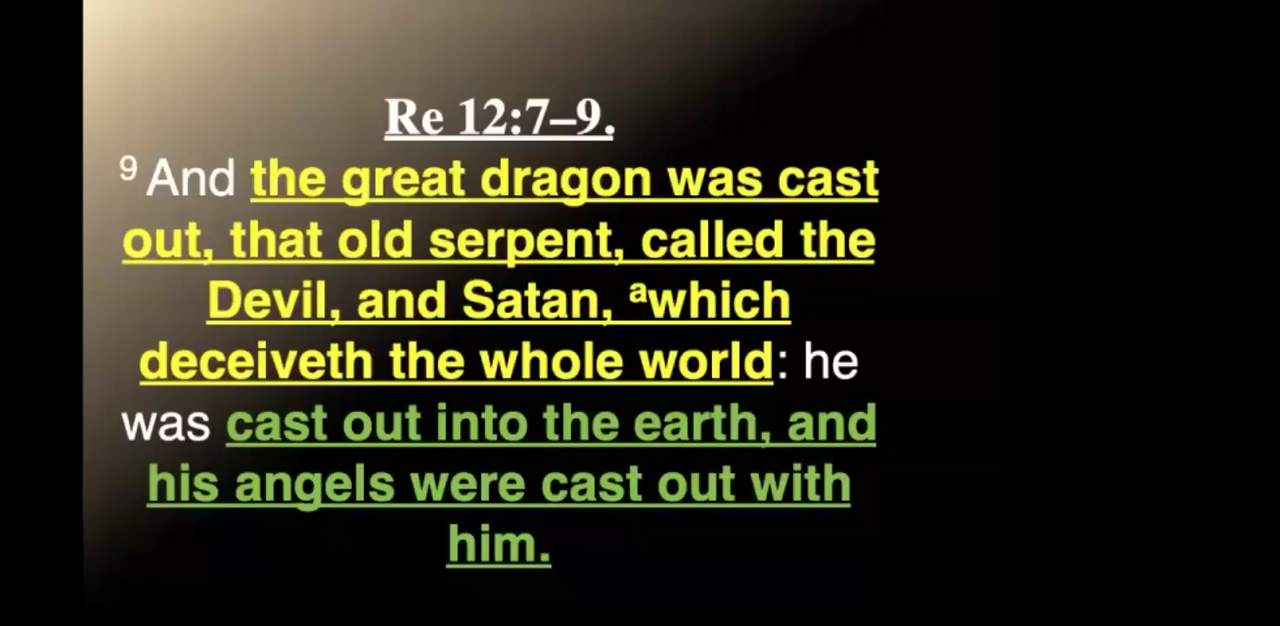 Re 12:7–9.
9 And the great dragon was cast
out, that old serpent, called the
Devil, and Satan, awhich
deceiveth the whole world: he
was cast out into the earth, and
his angels were cast out with
him.